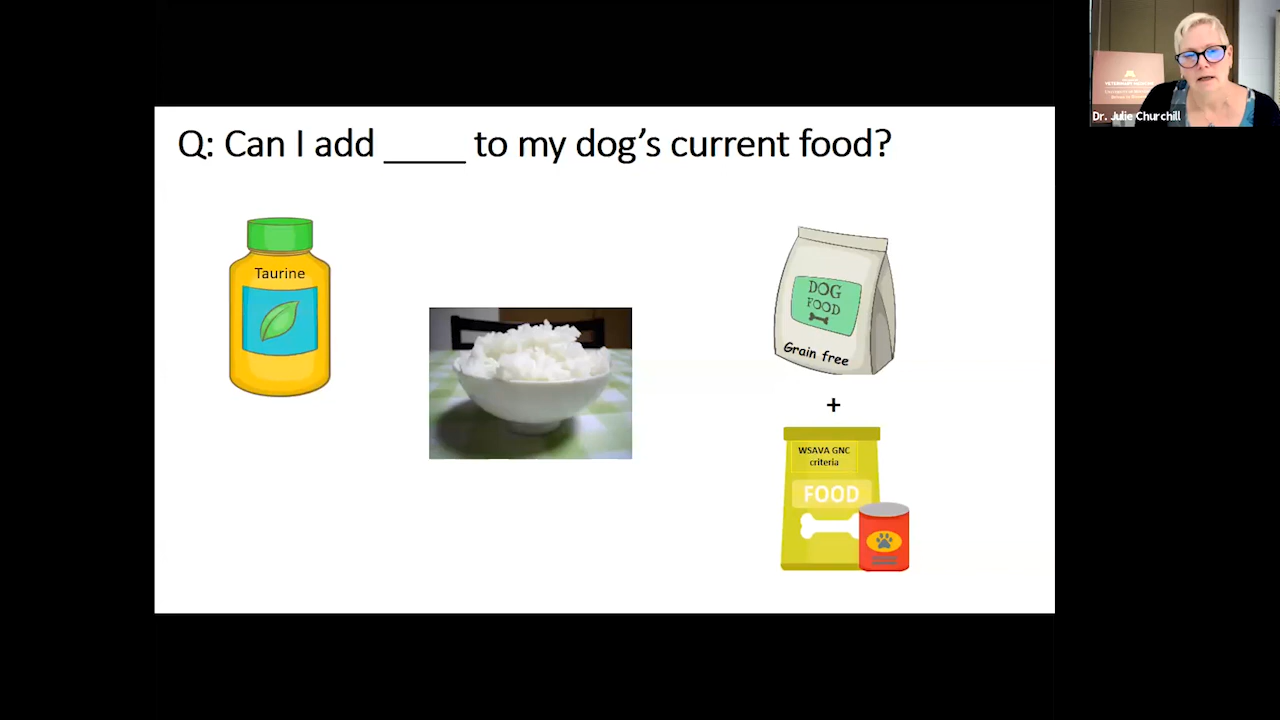 Q: Can I add ____ to my dog’s current food?
Taurine
DOG
FOOD
Grain free
+
WSAVA GNC
criteria
FOOD
Dr. Julie Churchill